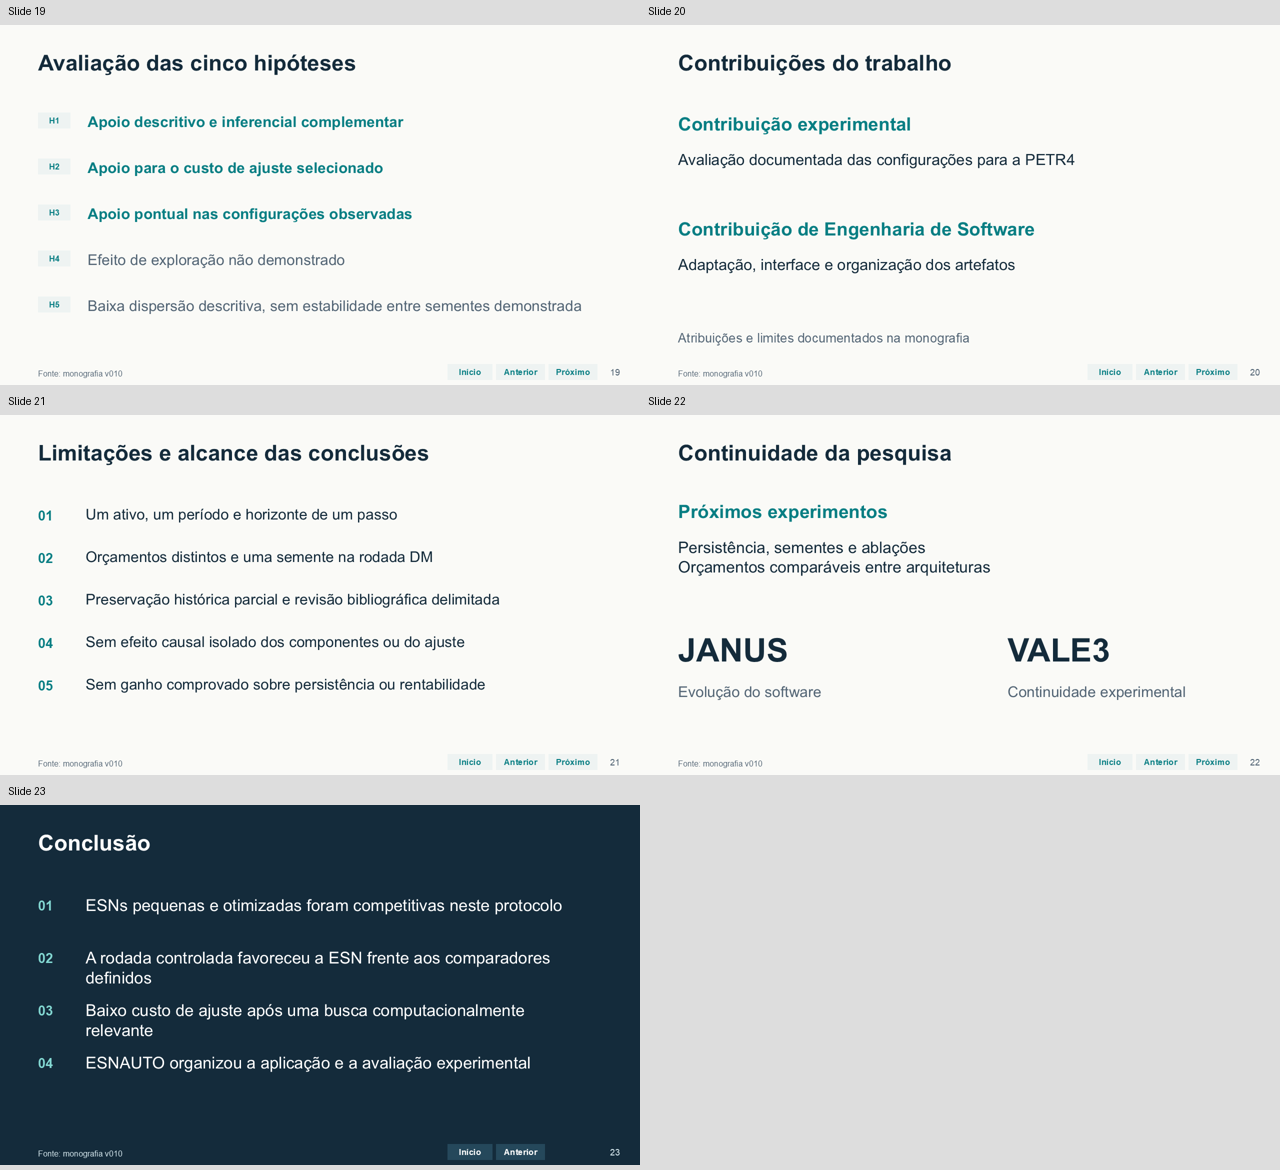 Slide 19
Avaliação das cinco hipóteses
H1 Apoio descritivo e inferencial complementar
H2 Apoio para o custo de ajuste selecionado
H3 Apoio pontual nas configurações observadas
H4 Efeito de exploração não demonstrado
H5 Baixa dispersão descritiva, sem estabilidade entre sementes demonstrada
Fonte: monografia v010
Início Anterior Próximo 19
Slide 20
Contribuições do trabalho
Contribuição experimental
Avaliação documentada das configurações para a PETR4
Contribuição de Engenharia de Software
Adaptação, interface e organização dos artefatos
Atribuições e limites documentados na monografia
Fonte: monografia v010
Início Anterior Próximo 20
Slide 21
Limitações e alcance das conclusões
01 Um ativo, um período e horizonte de um passo
02 Orçamentos distintos e uma semente na rodada DM
03 Preservação histórica parcial e revisão bibliográfica delimitada
04 Sem efeito causal isolado dos componentes ou do ajuste
05 Sem ganho comprovado sobre persistência ou rentabilidade
Fonte: monografia v010
Início Anterior Próximo 21
Slide 22
Continuidade da pesquisa
Próximos experimentos
Persistência, sementes e ablações
Orçamentos comparáveis entre arquiteturas
JANUS
Evolução do software
VALE3
Continuidade experimental
Fonte: monografia v010
Início Anterior Próximo 22
Slide 23
Conclusão
01 ESNs pequenas e otimizadas foram competitivas neste protocolo
02 A rodada controlada favoreceu a ESN frente aos comparadores
definidos
03 Baixo custo de ajuste após uma busca computacionalmente
relevante
04 ESNAUTO organizou a aplicação e a avaliação experimental
Fonte: monografia v010
Início Anterior 23